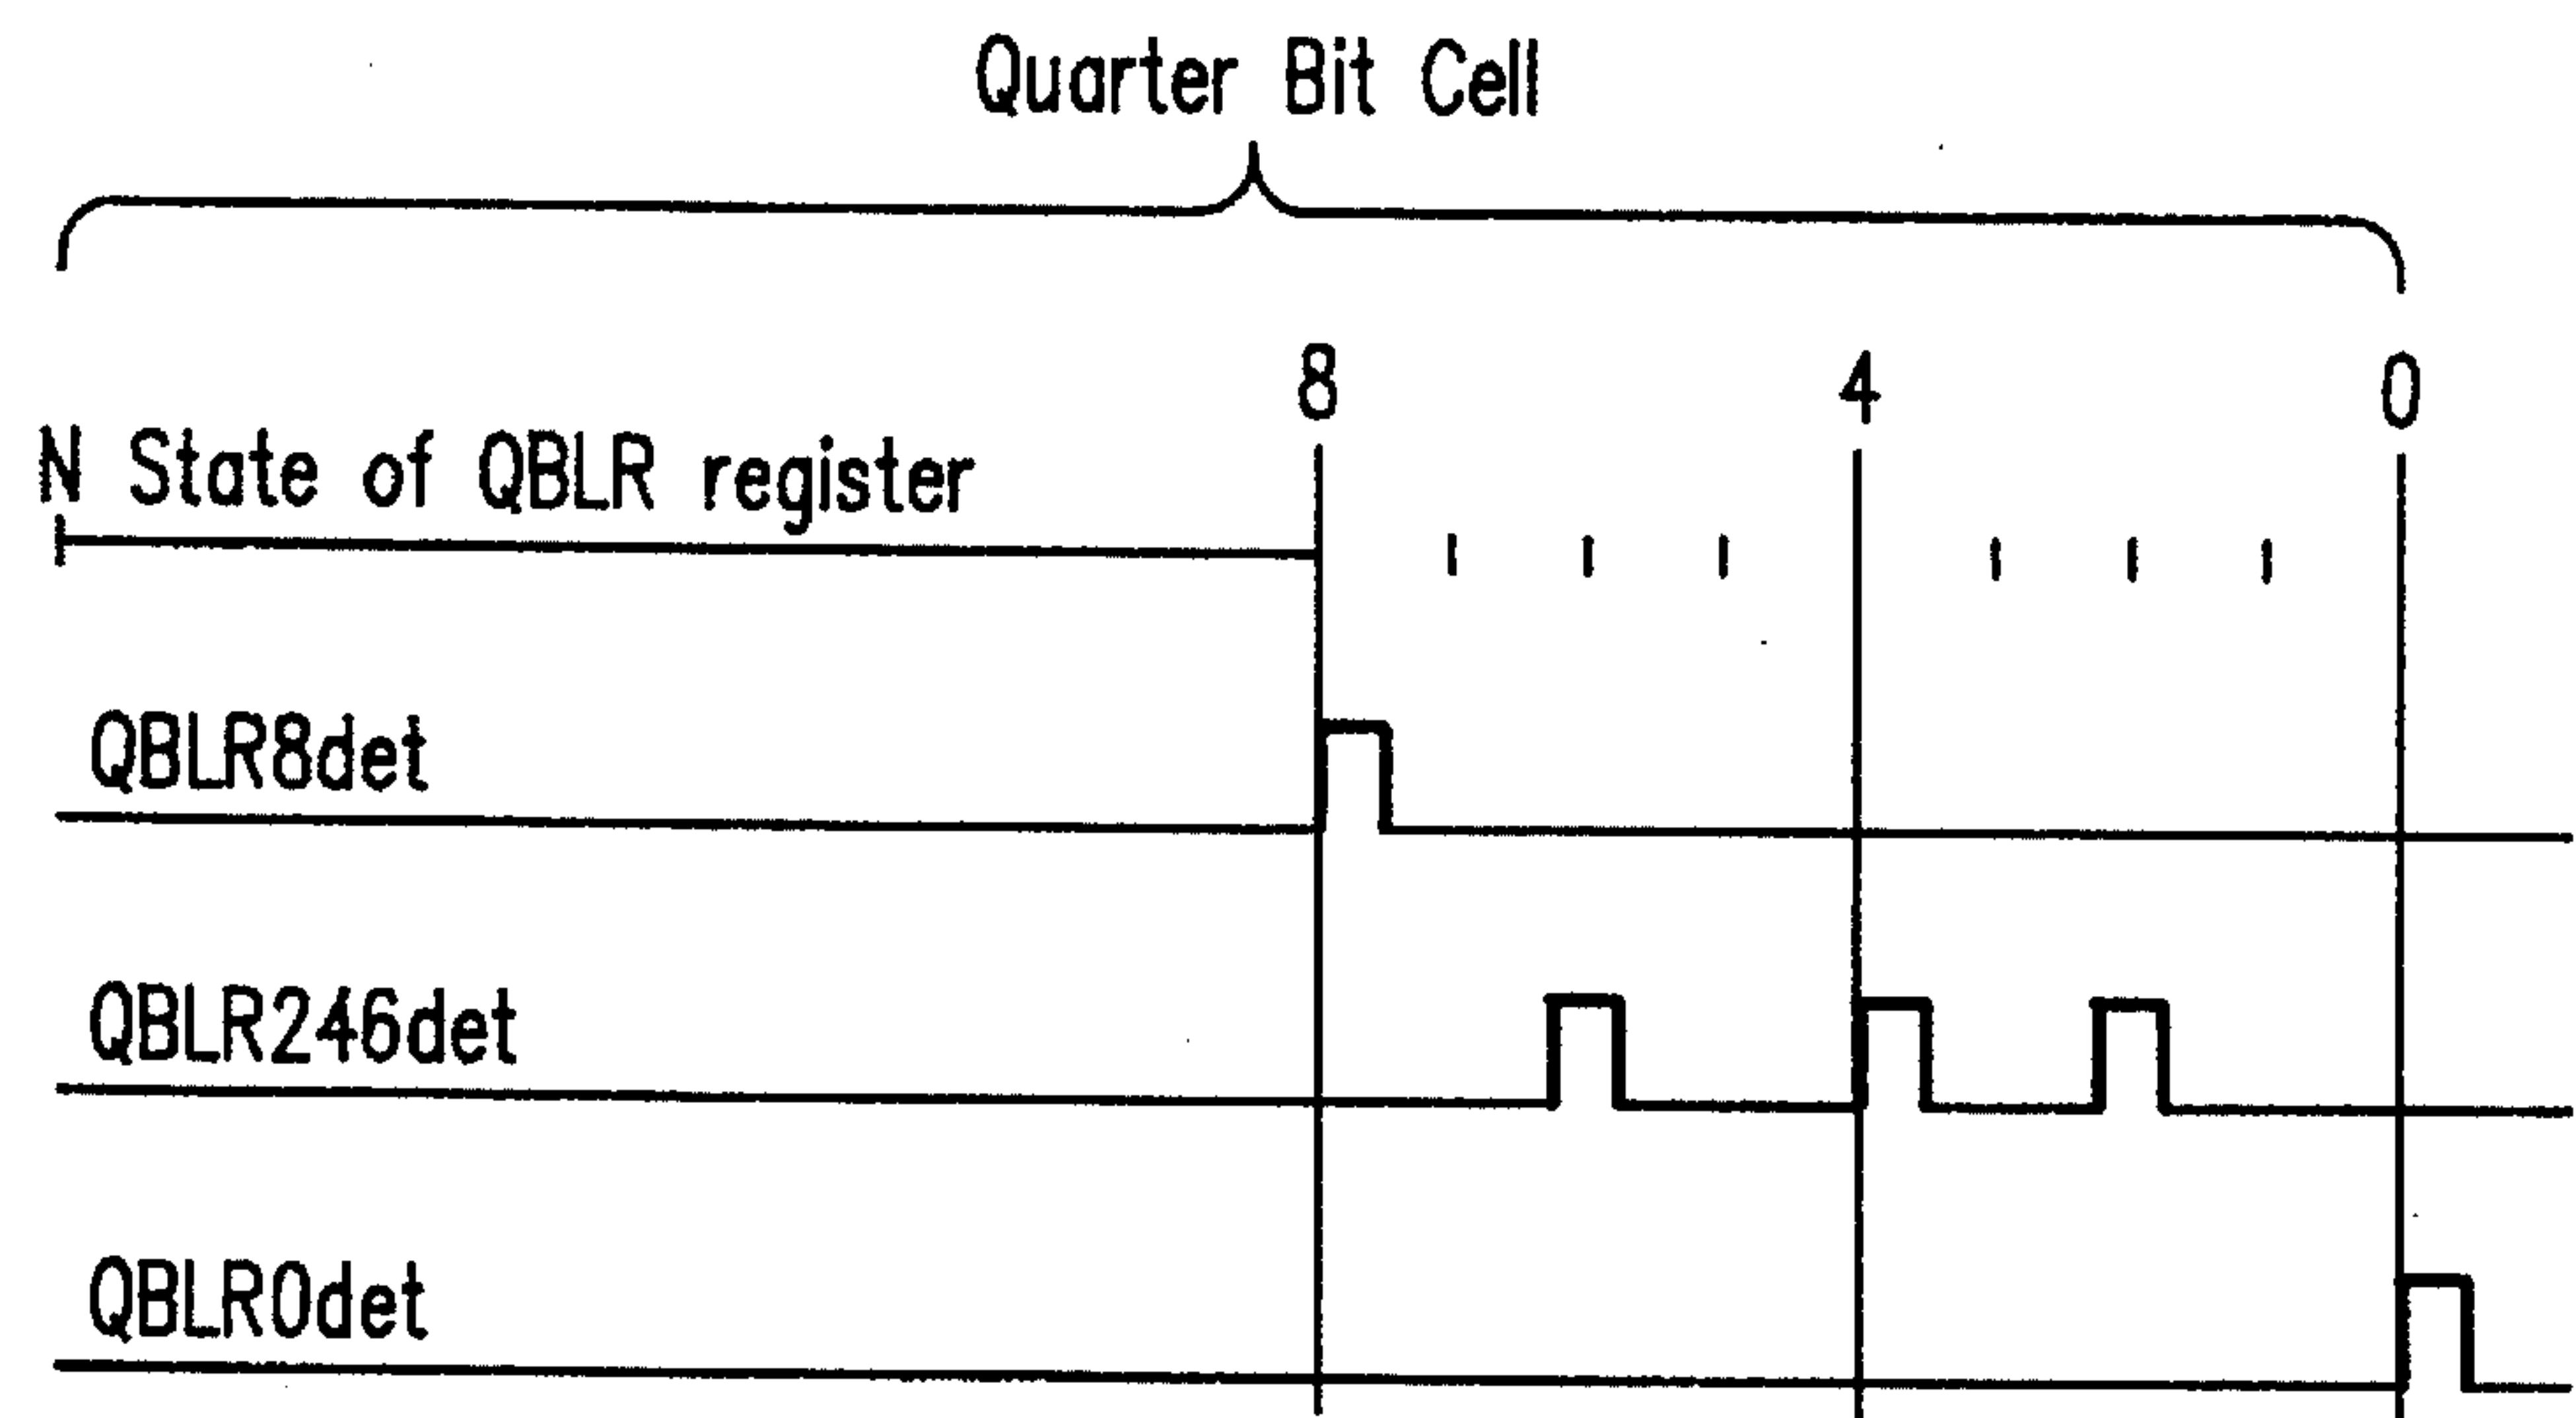 Quarter Bit Cell
8 4 0
N State of QBLR register
QBLR8det
QBLR246det
QBLR0det